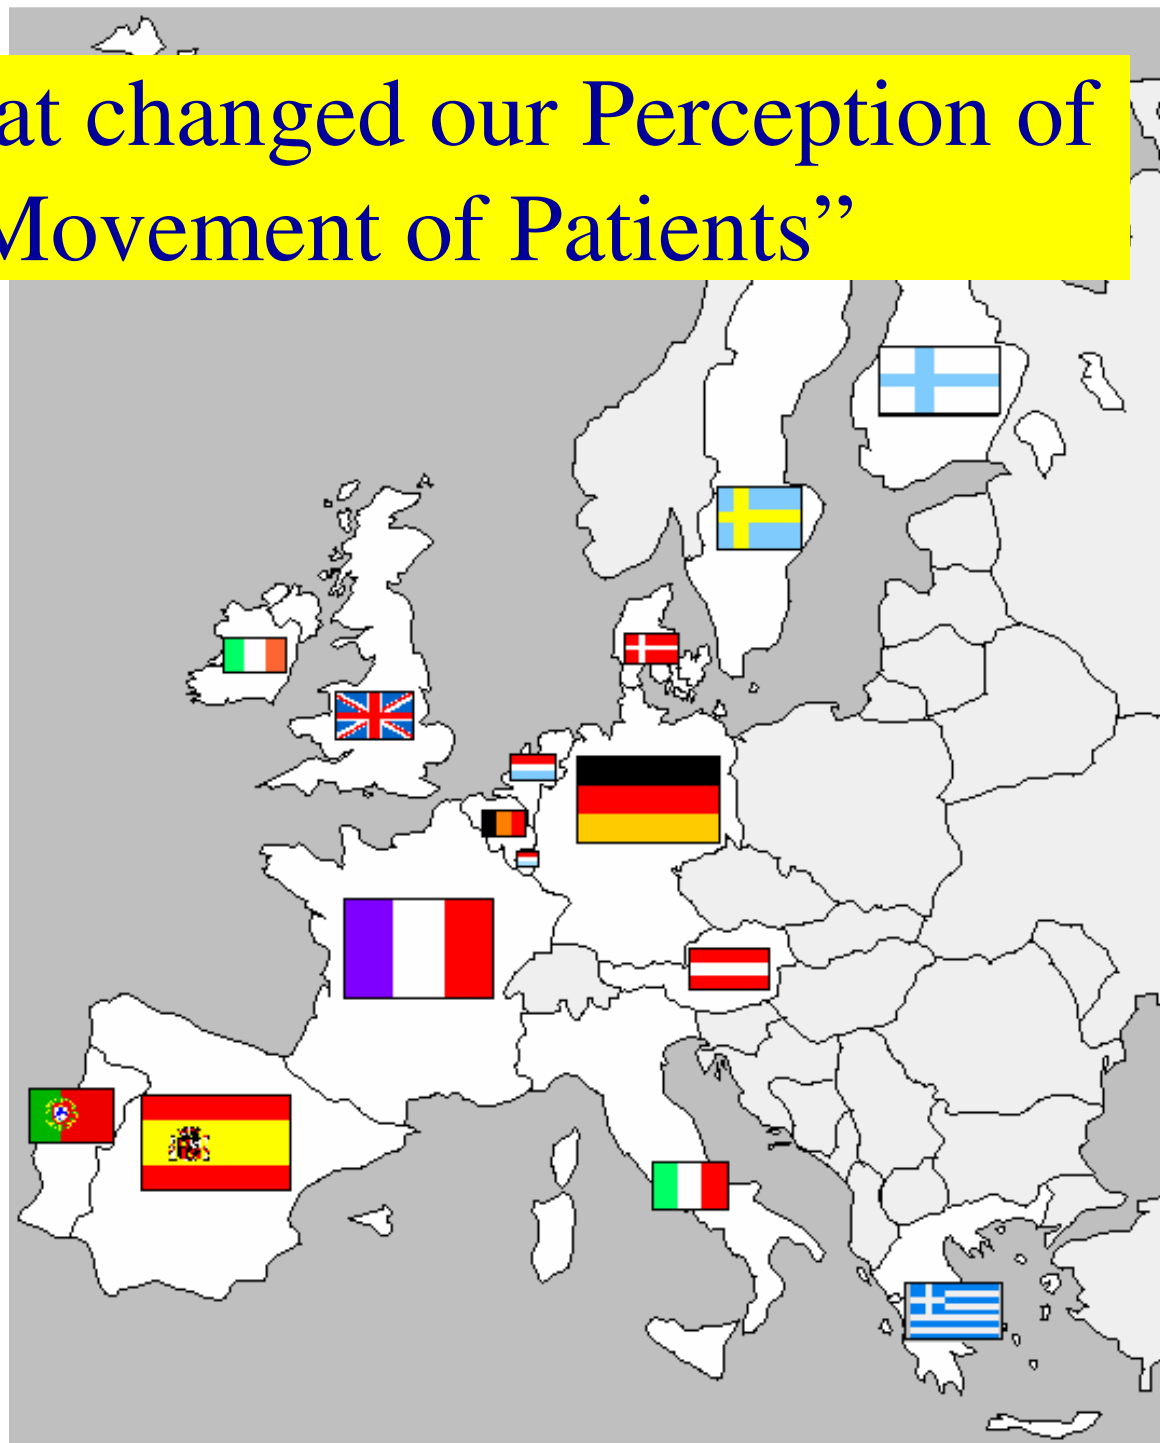 at changed our Perception of
Movement of Patients”